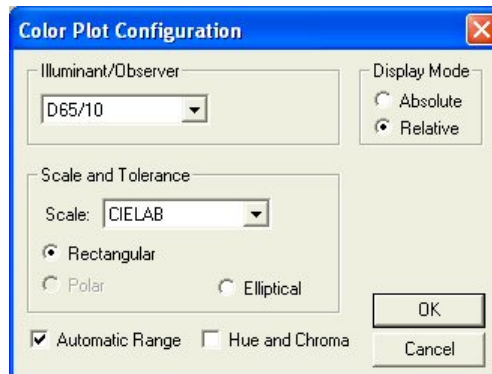 Color Plot Configuration
Illuminant/Observer
D65/10
Display Mode
Absolute
Relative
Scale and Tolerance
Scale: CIELAB
Rectangular
Polar
Elliptical
Automatic Range
Hue and Chroma
OK
Cancel